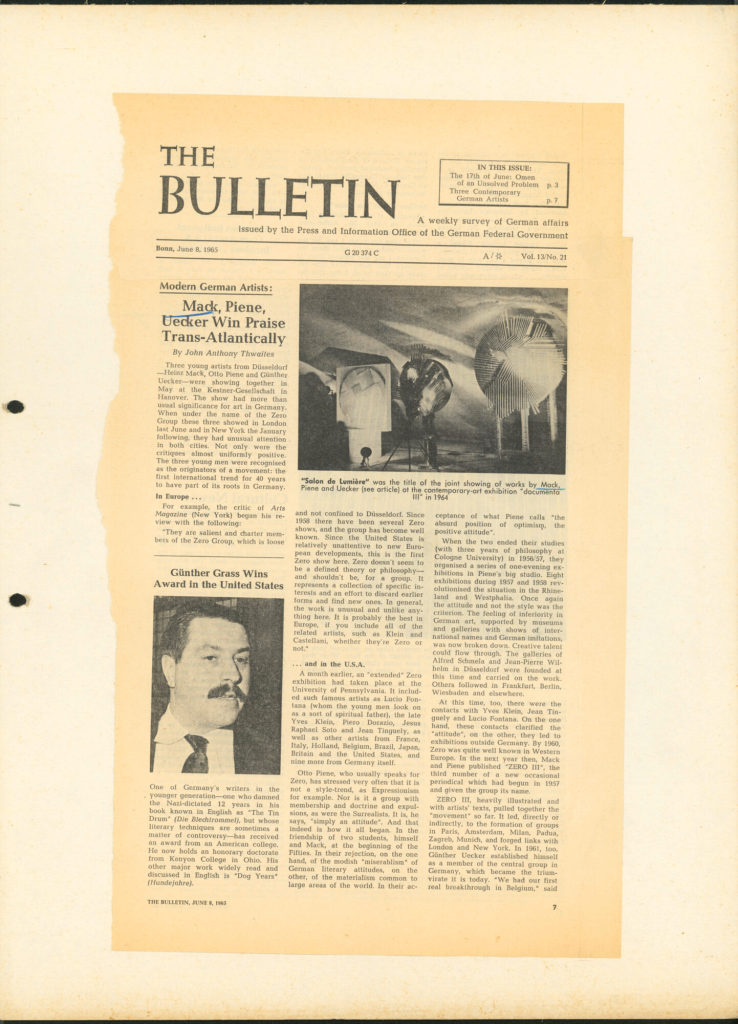 THE
BULLETIN
IN THIS ISSUE:
The 17th of June: Omen
of an Unsolved Problem p. 3
Three Contemporary
German Artists p. 7
A weekly survey of German affairs
issued by the Press and Information Office of the German Federal Government
Bonn, June 8, 1965
G 20 374 C
A /
Vol. 13/No. 21
Modern German Artists:
Mack, Piene,
Uecker Win Praise
Trans-Atlantically
By John Anthony Thwaites
Three young artists from Düsseldorf
—Heinz Mack, Otto Piene and Günther
Uecker—were showing together in
May at the Kestner-Gesellschaft in
Hanover. The show had more than
usual significance for art in Germany.
When under the name of the Zero
Group these three showed in London
last June and in New York the January
following, they had unusual attention
in both cities. Not only were the
critiques almost uniformly positive.
The three young men were recognised
as the originators of a movement: the
first international trend for 40 years
to have part of its roots in Germany.
In Europe ...
For example, the critic of Arts
Magazine (New York) began his re-
view with the following:
"They are salient and charter mem-
bers of the Zero Group, which is loose
"Salon de Lumière" was the title of the joint showing of works by Mack,
Piene and Uecker (see article) at the contemporary-art exhibition "documenta
III" in 1964
Günther Grass Wins
Award in the United States
One of Germany's writers in the
younger generation—one who damned
the Nazi-dictated 12 years in his
book known in English as "The Tin
Drum" (Die Blechtrommel), but whose
literary techniques are sometimes a
matter of controversy—has received
an award from an American college.
He now holds an honorary doctorate
from Kenyon College in Ohio. His
other major work widely read and
discussed in English is "Dog Years"
(Hundejahre).
and not confined to Düsseldorf. Since
1958 there have been several Zero
shows, and the group has become well
known. Since the United States is
relatively unattentive to new Euro-
pean developments, this is the first
Zero show here. Zero doesn't seem to
be a defined theory or philosophy—
and shouldn't be, for a group. It
represents a collection of specific in-
terests and an effort to discard earlier
forms and find new ones. In general,
the work is unusual and unlike any-
thing here. It is probably the best in
Europe, if you include all of the
related artists, such as Klein and
Castellani, whether they're Zero or
not."
... and in the U.S.A.
A month earlier, an "extended" Zero
exhibition had taken place at the
University of Pennsylvania. It includ-
ed such famous artists as Lucio Fon-
tana (whom the young men look on
as a sort of spiritual father), the late
Yves Klein, Piero Dorazio, Jesus
Raphael Soto and Jean Tinguely, as
well as other artists from France,
Italy, Holland, Belgium, Brazil, Japan,
Britain and the United States, and
nine more from Germany itself.
Otto Piene, who usually speaks for
Zero, has stressed very often that it is
not a style-trend, as Expressionism
for example. Nor is it a group with
membership and doctrine and expul-
sions, as were the Surrealists. It is, he
says, "simply an attitude". And that
indeed is how it all began. In the
friendship of two students, himself
and Mack, at the beginning of the
Fifties. In their rejection, on the one
hand, of the modish "miserablism" of
German literary attitudes, on the
other, of the materialism common to
large areas of the world. In their ac-
ceptance of what Piene calls "the
absurd position of optimism, the
positive attitude".
When the two ended their studies
(with three years of philosophy at
Cologne University) in 1956/57, they
organised a series of one-evening ex-
hibitions in Piene's big studio. Eight
exhibitions during 1957 and 1958 rev-
olutionised the situation in the Rhine-
land and Westphalia. Once again
the attitude and not the style was the
criterion. The feeling of inferiority in
German art, supported by museums
and galleries with shows of inter-
national names and German imitations,
was now broken down. Creative talent
could flow through. The galleries of
Alfred Schmela and Jean-Pierre Wil-
helm in Düsseldorf were founded at
this time and carried on the work.
Others followed in Frankfurt, Berlin,
Wiesbaden and elsewhere.
At this time, too, there were the
contacts with Yves Klein, Jean Tin-
guely and Lucio Fontana. On the one
hand, these contacts clarified the
"attitude", on the other, they led to
exhibitions outside Germany. By 1960,
Zero was quite well known in Western
Europe. In the next year then, Mack
and Piene published "ZERO III", the
third number of a new occasional
periodical which had begun in 1957
and given the group its name.
ZERO III, heavily illustrated and
with artists' texts, pulled together the
"movement" so far. It led, directly or
indirectly, to the formation of groups
in Paris, Amsterdam, Milan, Padua,
Zagreb, Munich, and forged links with
London and New York. In 1961, too,
Günther Uecker established himself
as a member of the central group in
Germany, which became the trium-
virate it is today. "We had our first
real breakthrough in Belgium," said
THE BULLETIN, JUNE 8, 1965
7